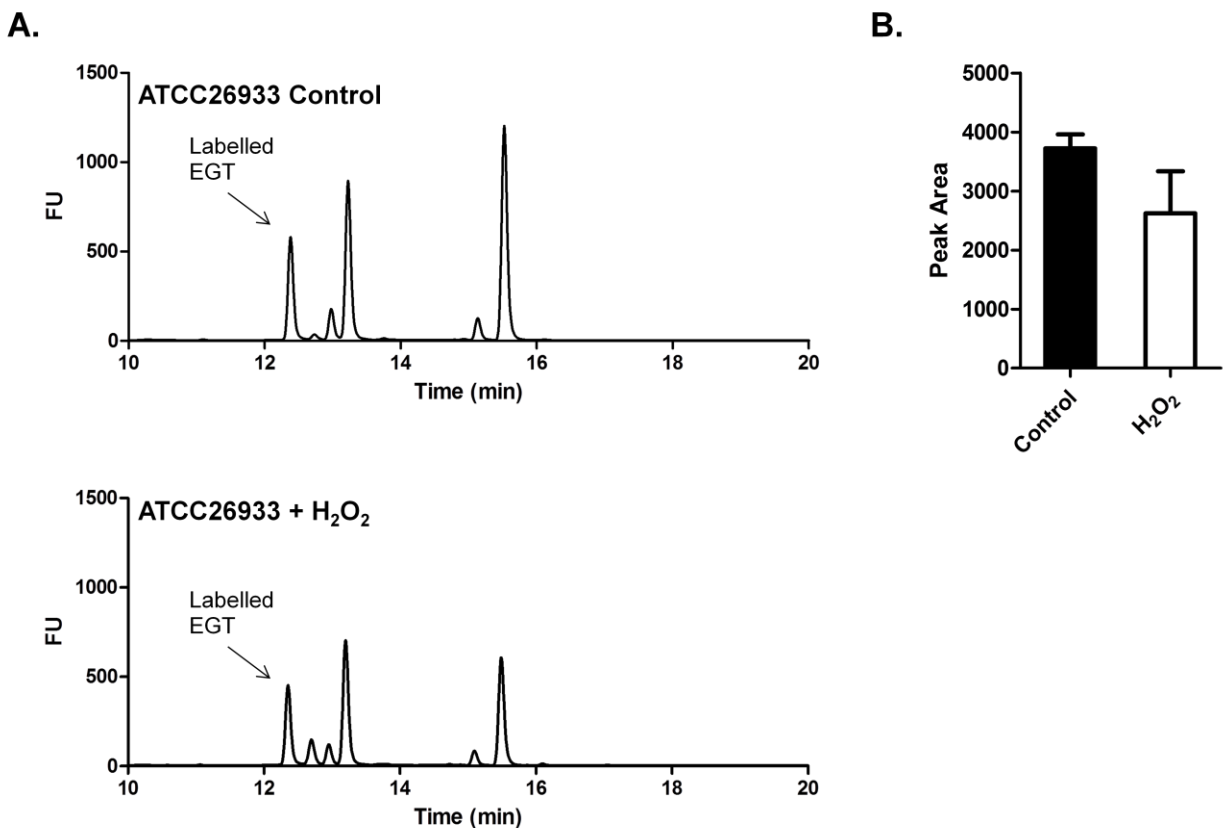 A.
1500
ATCC26933 Control
Labelled
EGT
1000
500
0
FU
10 12 14 16 18 20
Time (min)
B.
5000
4000
3000
2000
1000
0
Peak Area
Control
H₂O₂
1500
ATCC26933 + H₂O₂
Labelled
EGT
1000
500
0
FU
10 12 14 16 18 20
Time (min)